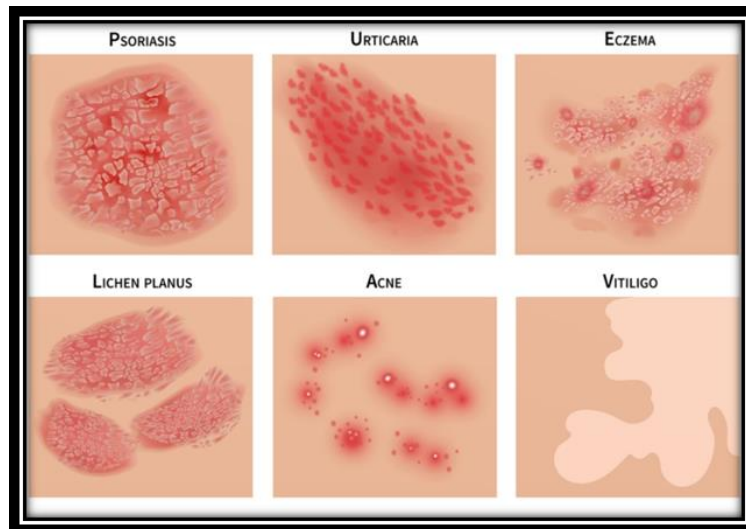 PSORIASIS
URTICARIA
ECZEMA
LICHEN PLANUS
ACNE
VITILIGO